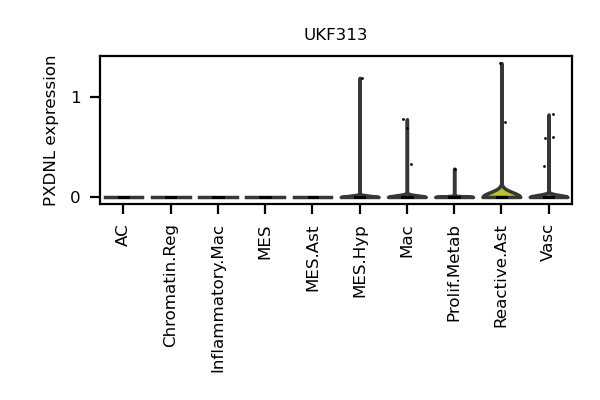 UKF313
PXDNL expression
1
0
AC
Chromatin.Reg
Inflammatory.Mac
MES
MES.Ast
MES.Hyp
Mac
Prolif.Metab
Reactive.Ast
Vasc